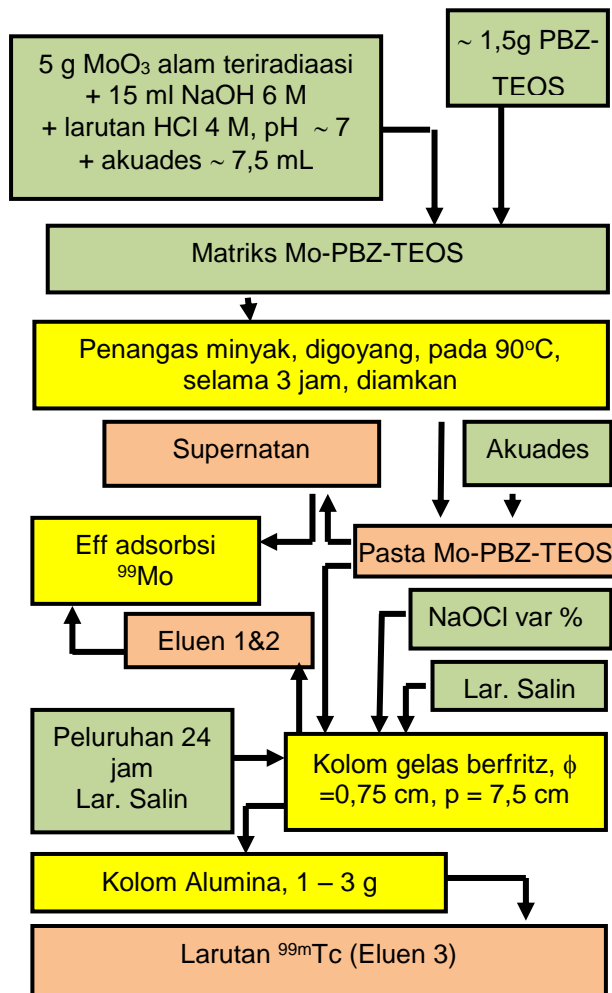 5 g MoO₃ alam teriradiaasi
+ 15 ml NaOH 6 M
+ larutan HCl 4 M, pH ~ 7
+ akuades ~ 7,5 mL
~ 1,5g PBZ-
TEOS
Matriks Mo-PBZ-TEOS
Penangas minyak, digoyang, pada 90ºC,
selama 3 jam, diamkan
Supernatan
Akuades
Eff adsorbsi
⁹⁹Mo
Pasta Mo-PBZ-TEOS
NaOCl var %
Eluen 1&2
Lar. Salin
Peluruhan 24
jam
Lar. Salin
Kolom gelas berfritz, ϕ
=0,75 cm, p = 7,5 cm
Kolom Alumina, 1 – 3 g
Larutan ⁹⁹ᵐTc (Eluen 3)